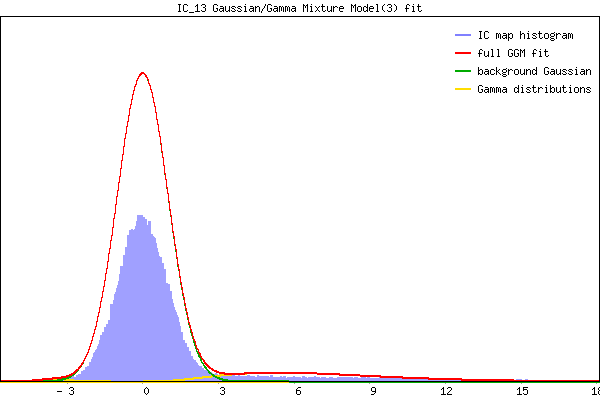 IC_13 Gaussian/Gamma Mixture Model(3) fit
IC map histogram
full GGM fit
background Gaussian
Gamma distributions
-3 0 3 6 9 12 15 18